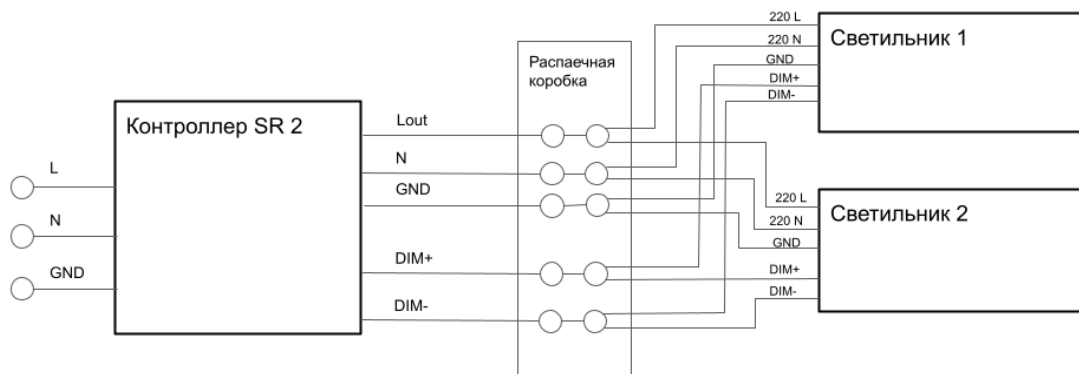 Контроллер SR 2
L
N
GND
Lout
N
GND
DIM+
DIM-
Распаечная
коробка
220 L
220 N
GND
DIM+
DIM-
Светильник 1
220 L
220 N
GND
DIM+
DIM-
Светильник 2